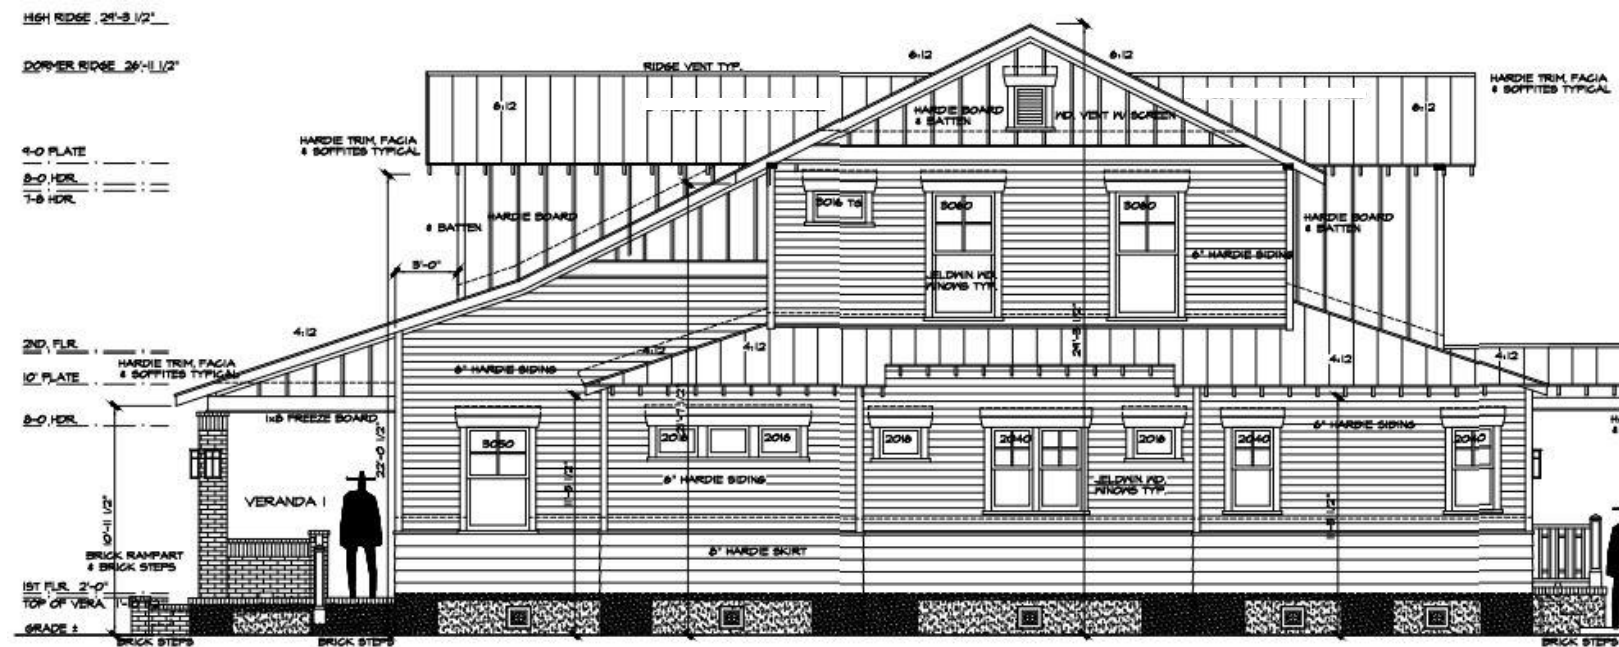 HIGH RIDGE 29'-3 1/2"
DORMER RIDGE 26'-11 1/2"
RIDGE VENT TYP.
6:12
6:12
HARDIE TRIM, FACIA
& SOFFITES TYPICAL
6:12
8:12
HARDIE BOARD
& BATTEN
WD. VENT W/ SCREEN
HARDIE TRIM, FACIA
& SOFFITES TYPICAL
9-0 PLATE
8-0 HDR.
7-8 HDR.
HARDIE BOARD
& BATTEN
3016 TG
3060
3060
HARDIE BOARD
& BATTEN
6" HARDIE SIDING
3'-0"
JELDWIN WD.
WINOWS TYP.
4:12
2ND. FLR.
4:12
4:12
4:12
4:12
HARDIE TRIM, FACIA
& SOFFITES TYPICAL
10' PLATE
6" HARDIE SIDING
8-0 HDR.
1x8 FREEZE BOARD
22'-0 1/2"
3050
2016
2016
2016
2040
2016
2040
6" HARDIE SIDING
2040
6" HARDIE SIDING
JELDWIN WD.
WINOWS TYP.
VERANDA 1
10'-11 1/2"
BRICK RAMPART
& BRICK STEPS
8" HARDIE SKIRT
1ST FLR. 2'-0"
TOP OF VERA.
GRADE ±
BRICK STEPS
BRICK STEPS
BRICK STEPS